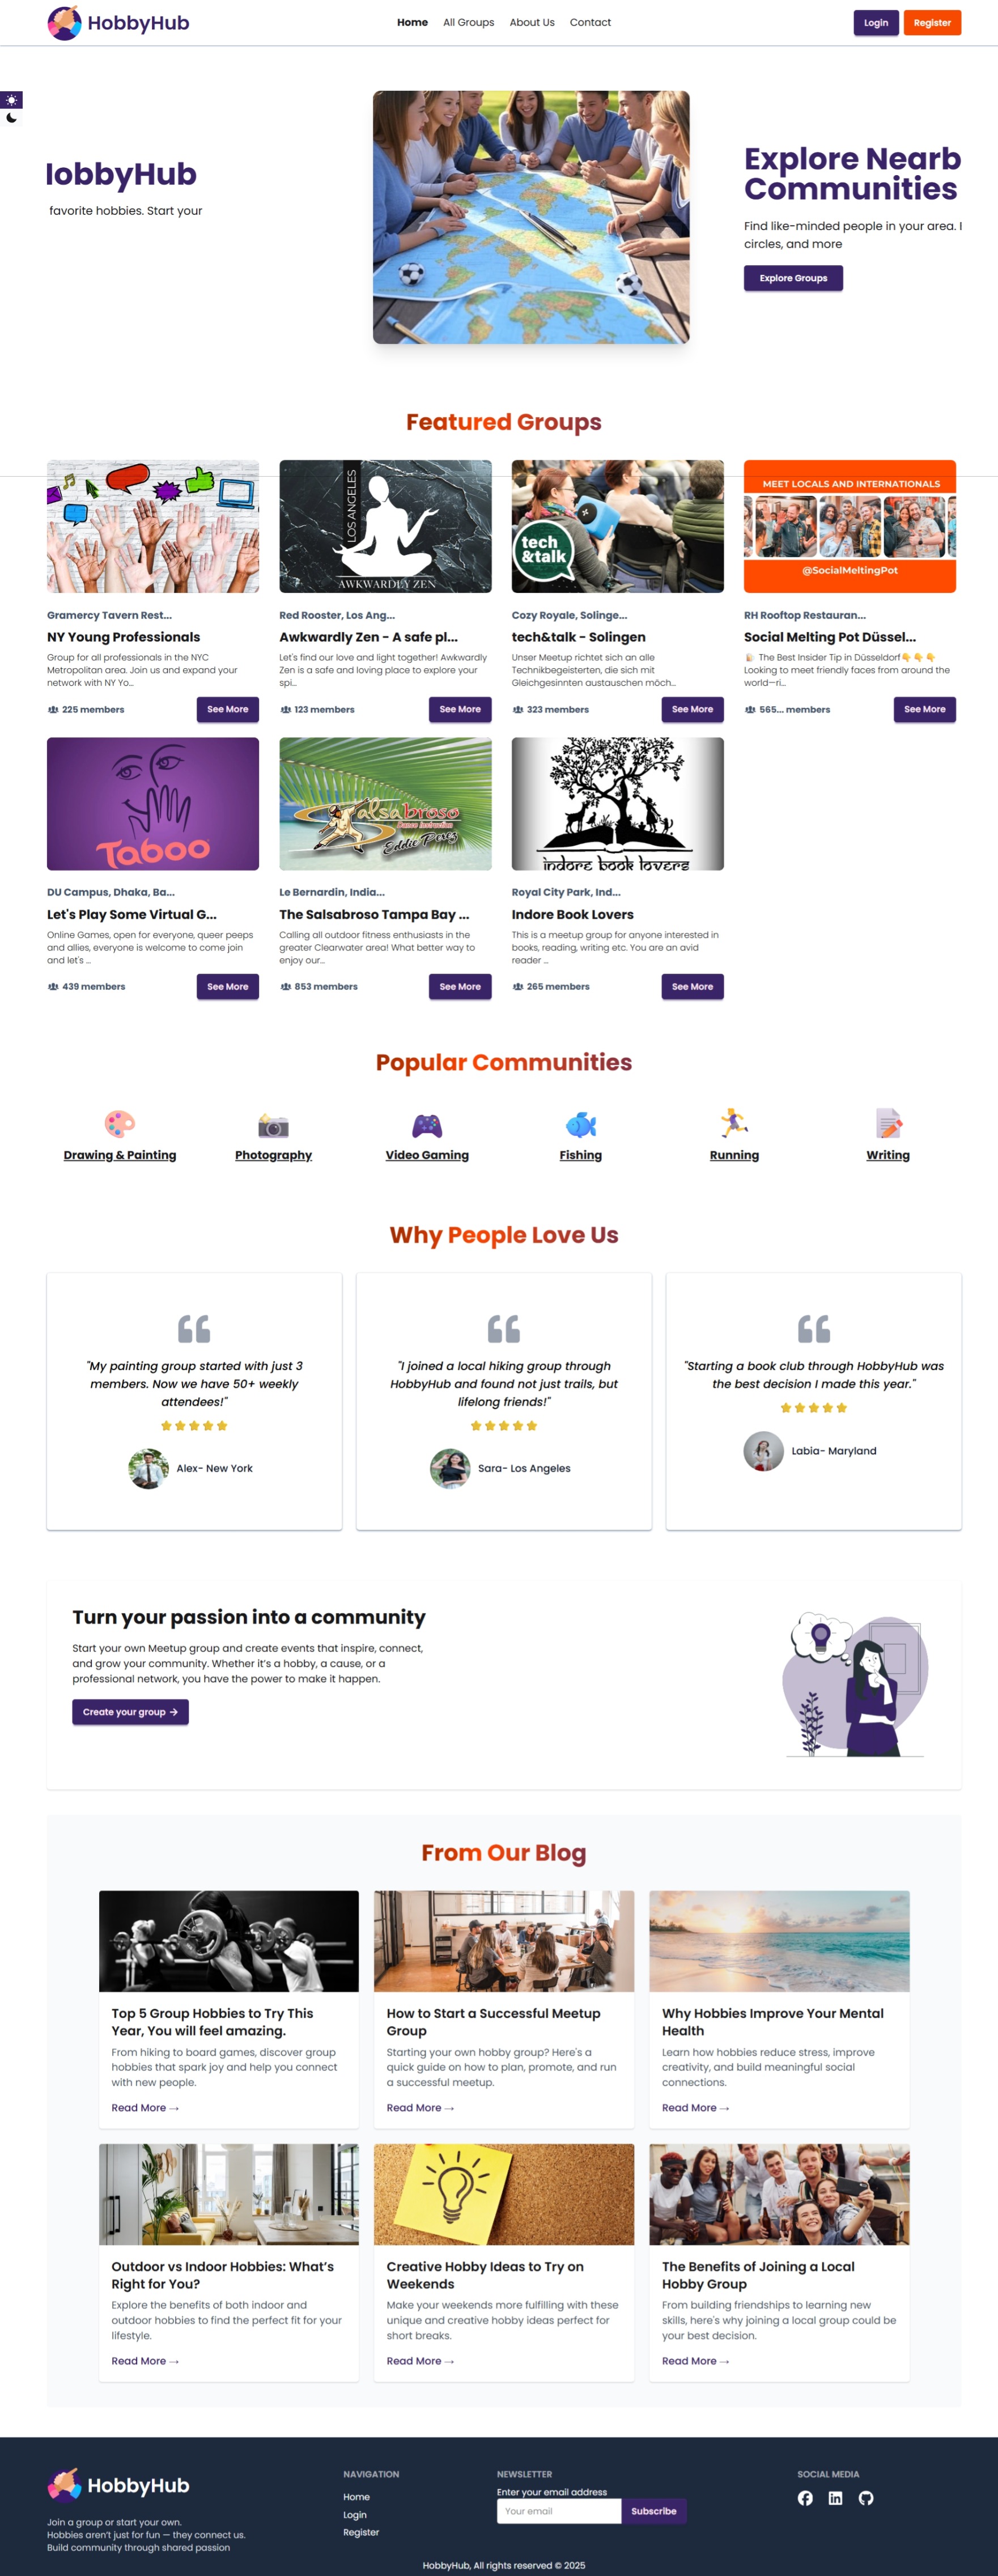 HobbyHub
Home All Groups About Us Contact
Login Register
lobbyHub
favorite hobbies. Start your
Explore Nearb
Communities
Find like-minded people in your area. I
circles, and more
Explore Groups
Featured Groups
LOS ANGELES
AWKWARDLY ZEN
tech
&talk
MEET LOCALS AND INTERNATIONALS
@SocialMeltingPot
Gramercy Tavern Rest...
NY Young Professionals
Group for all professionals in the NYC
Metropolitan area. Join us and expand your
network with NY Yo...
225 members See More
Red Rooster, Los Ang...
Awkwardly Zen - A safe pl...
Let's find our love and light together! Awkwardly
Zen is a safe and loving place to explore your
spi...
123 members See More
Cozy Royale, Solinge...
tech&talk - Solingen
Unser Meetup richtet sich an alle
Technikbegeisterten, die sich mit
Gleichgesinnten austauschen möch...
323 members See More
RH Rooftop Restauran...
Social Melting Pot Düssel...
The Best Insider Tip in Düsseldorf👇👇👇
Looking to meet friendly faces from around the
world—ri...
565... members See More
Taboo
DU Campus, Dhaka, Ba...
Let's Play Some Virtual G...
Online Games, open for everyone, queer peeps
and allies, everyone is welcome to come join
and let's ...
439 members See More
alsabroso
Dance Instruction
Eddie Perez
Le Bernardin, India...
The Salsabroso Tampa Bay ...
Calling all outdoor fitness enthusiasts in the
greater Clearwater area! What better way to
enjoy our...
853 members See More
indore book lovers
Royal City Park, Ind...
Indore Book Lovers
This is a meetup group for anyone interested in
books, reading, writing etc. You are an avid
reader ...
265 members See More
Popular Communities
Drawing & Painting Photography Video Gaming Fishing Running Writing
Why People Love Us
"My painting group started with just 3
members. Now we have 50+ weekly
attendees!"
Alex- New York
"I joined a local hiking group through
HobbyHub and found not just trails, but
lifelong friends!"
Sara- Los Angeles
"Starting a book club through HobbyHub was
the best decision I made this year."
Labia- Maryland
Turn your passion into a community
Start your own Meetup group and create events that inspire, connect,
and grow your community. Whether it's a hobby, a cause, or a
professional network, you have the power to make it happen.
Create your group →
From Our Blog
Top 5 Group Hobbies to Try This
Year, You will feel amazing.
From hiking to board games, discover group
hobbies that spark joy and help you connect
with new people.
Read More →
How to Start a Successful Meetup
Group
Starting your own hobby group? Here's a
quick guide on how to plan, promote, and run
a successful meetup.
Read More →
Why Hobbies Improve Your Mental
Health
Learn how hobbies reduce stress, improve
creativity, and build meaningful social
connections.
Read More →
Outdoor vs Indoor Hobbies: What's
Right for You?
Explore the benefits of both indoor and
outdoor hobbies to find the perfect fit for your
lifestyle.
Read More →
Creative Hobby Ideas to Try on
Weekends
Make your weekends more fulfilling with these
unique and creative hobby ideas perfect for
short breaks.
Read More →
The Benefits of Joining a Local
Hobby Group
From building friendships to learning new
skills, here's why joining a local group could be
your best decision.
Read More →
HobbyHub
Join a group or start your own.
Hobbies aren't just for fun — they connect us.
Build community through shared passion
NAVIGATION
Home
Login
Register
NEWSLETTER
Enter your email address
Your email Subscribe
SOCIAL MEDIA
HobbyHub, All rights reserved © 2025